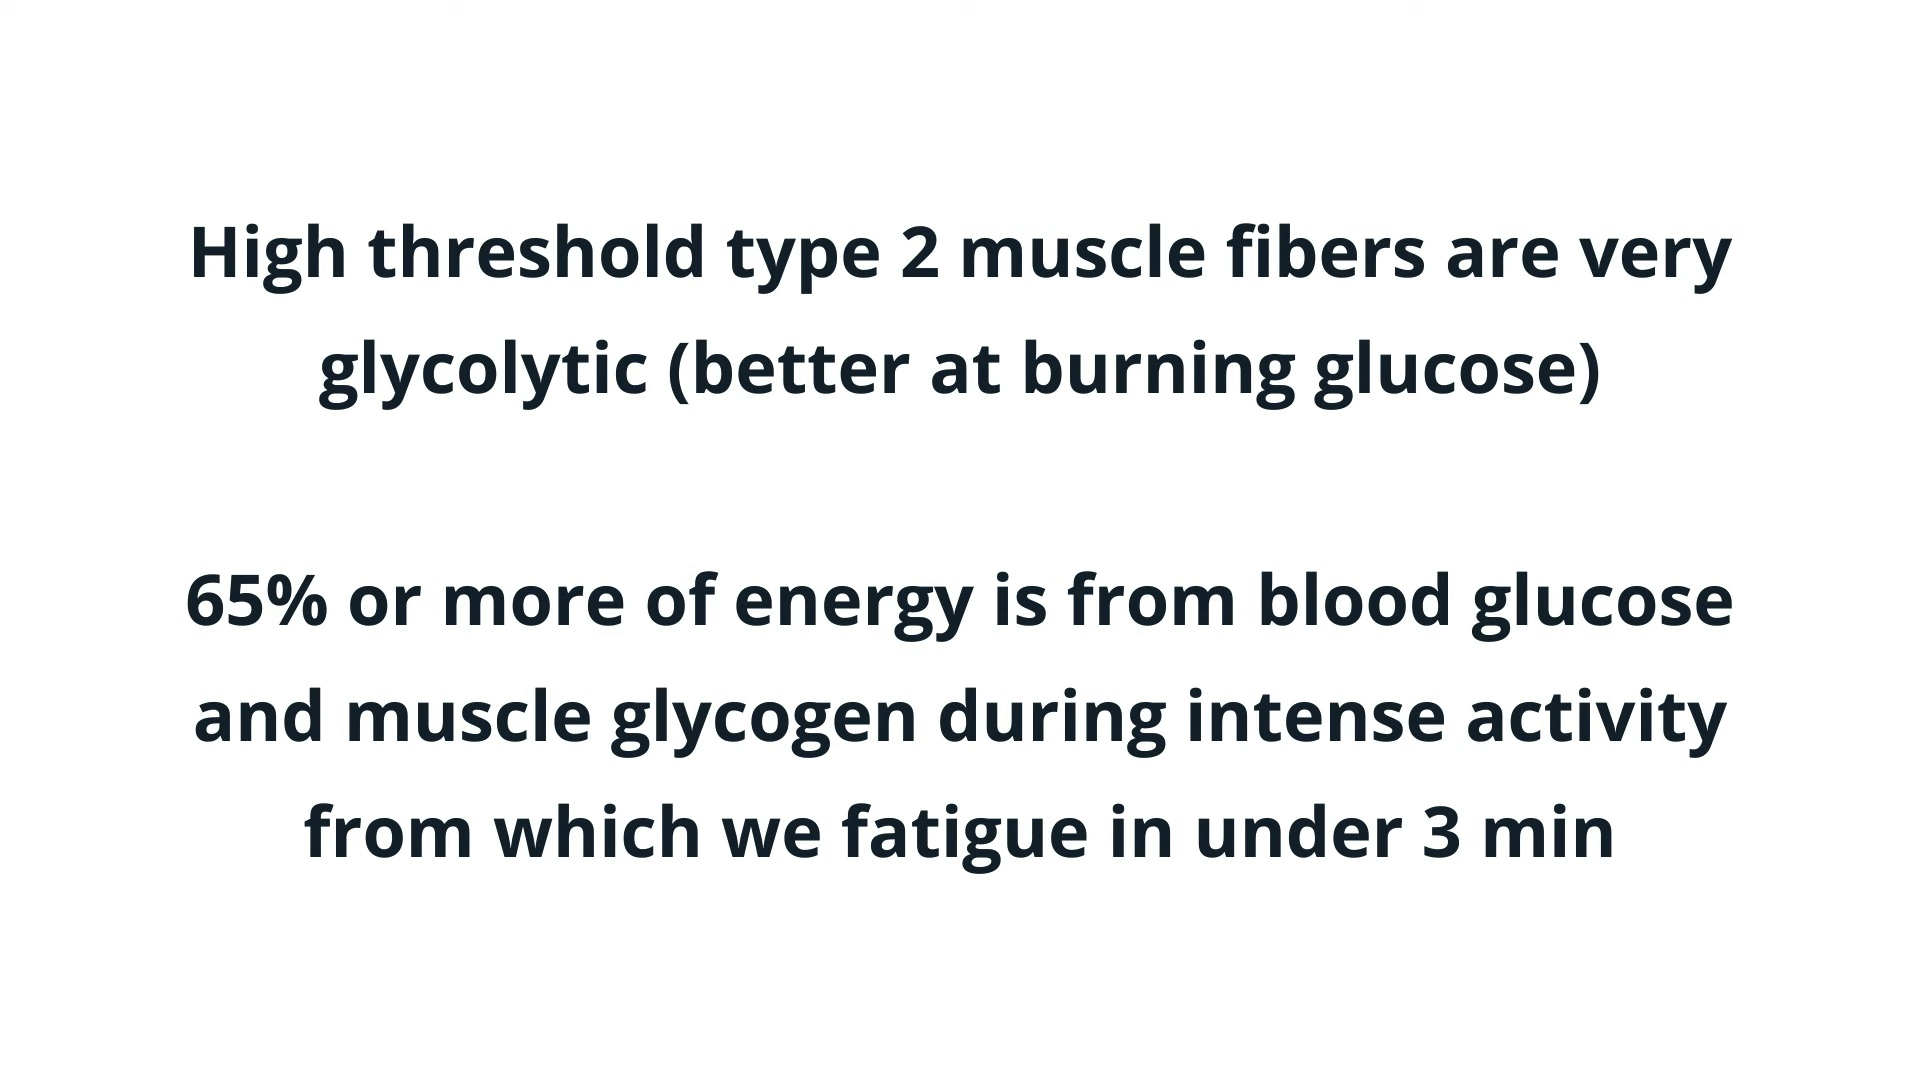 High threshold type 2 muscle fibers are very
glycolytic (better at burning glucose)
65% or more of energy is from blood glucose
and muscle glycogen during intense activity
from which we fatigue in under 3 min